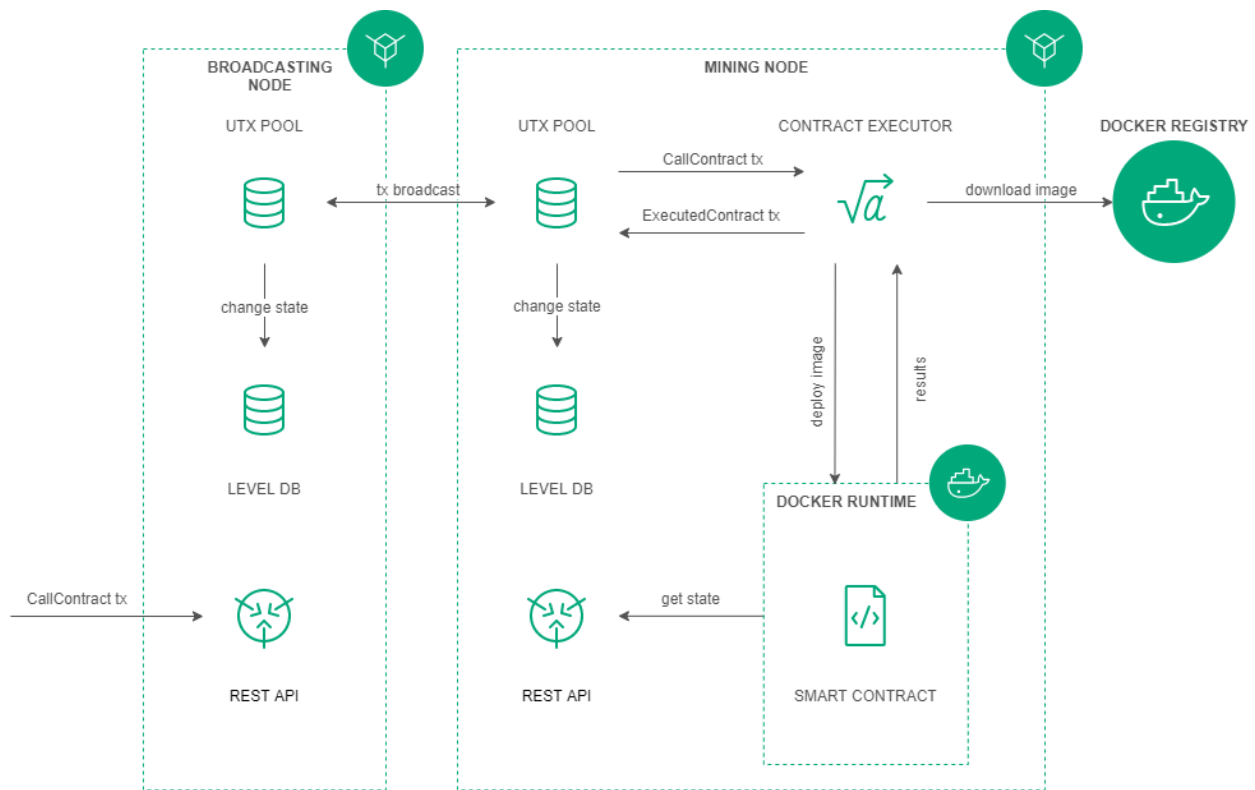 BROADCASTING
NODE
MINING NODE
UTX POOL
UTX POOL
CONTRACT EXECUTOR
DOCKER REGISTRY
CallContract tx
tx broadcast
download image
ExecutedContract tx
change state
change state
deploy image
results
LEVEL DB
LEVEL DB
DOCKER RUNTIME
CallContract tx
get state
REST API
REST API
SMART CONTRACT